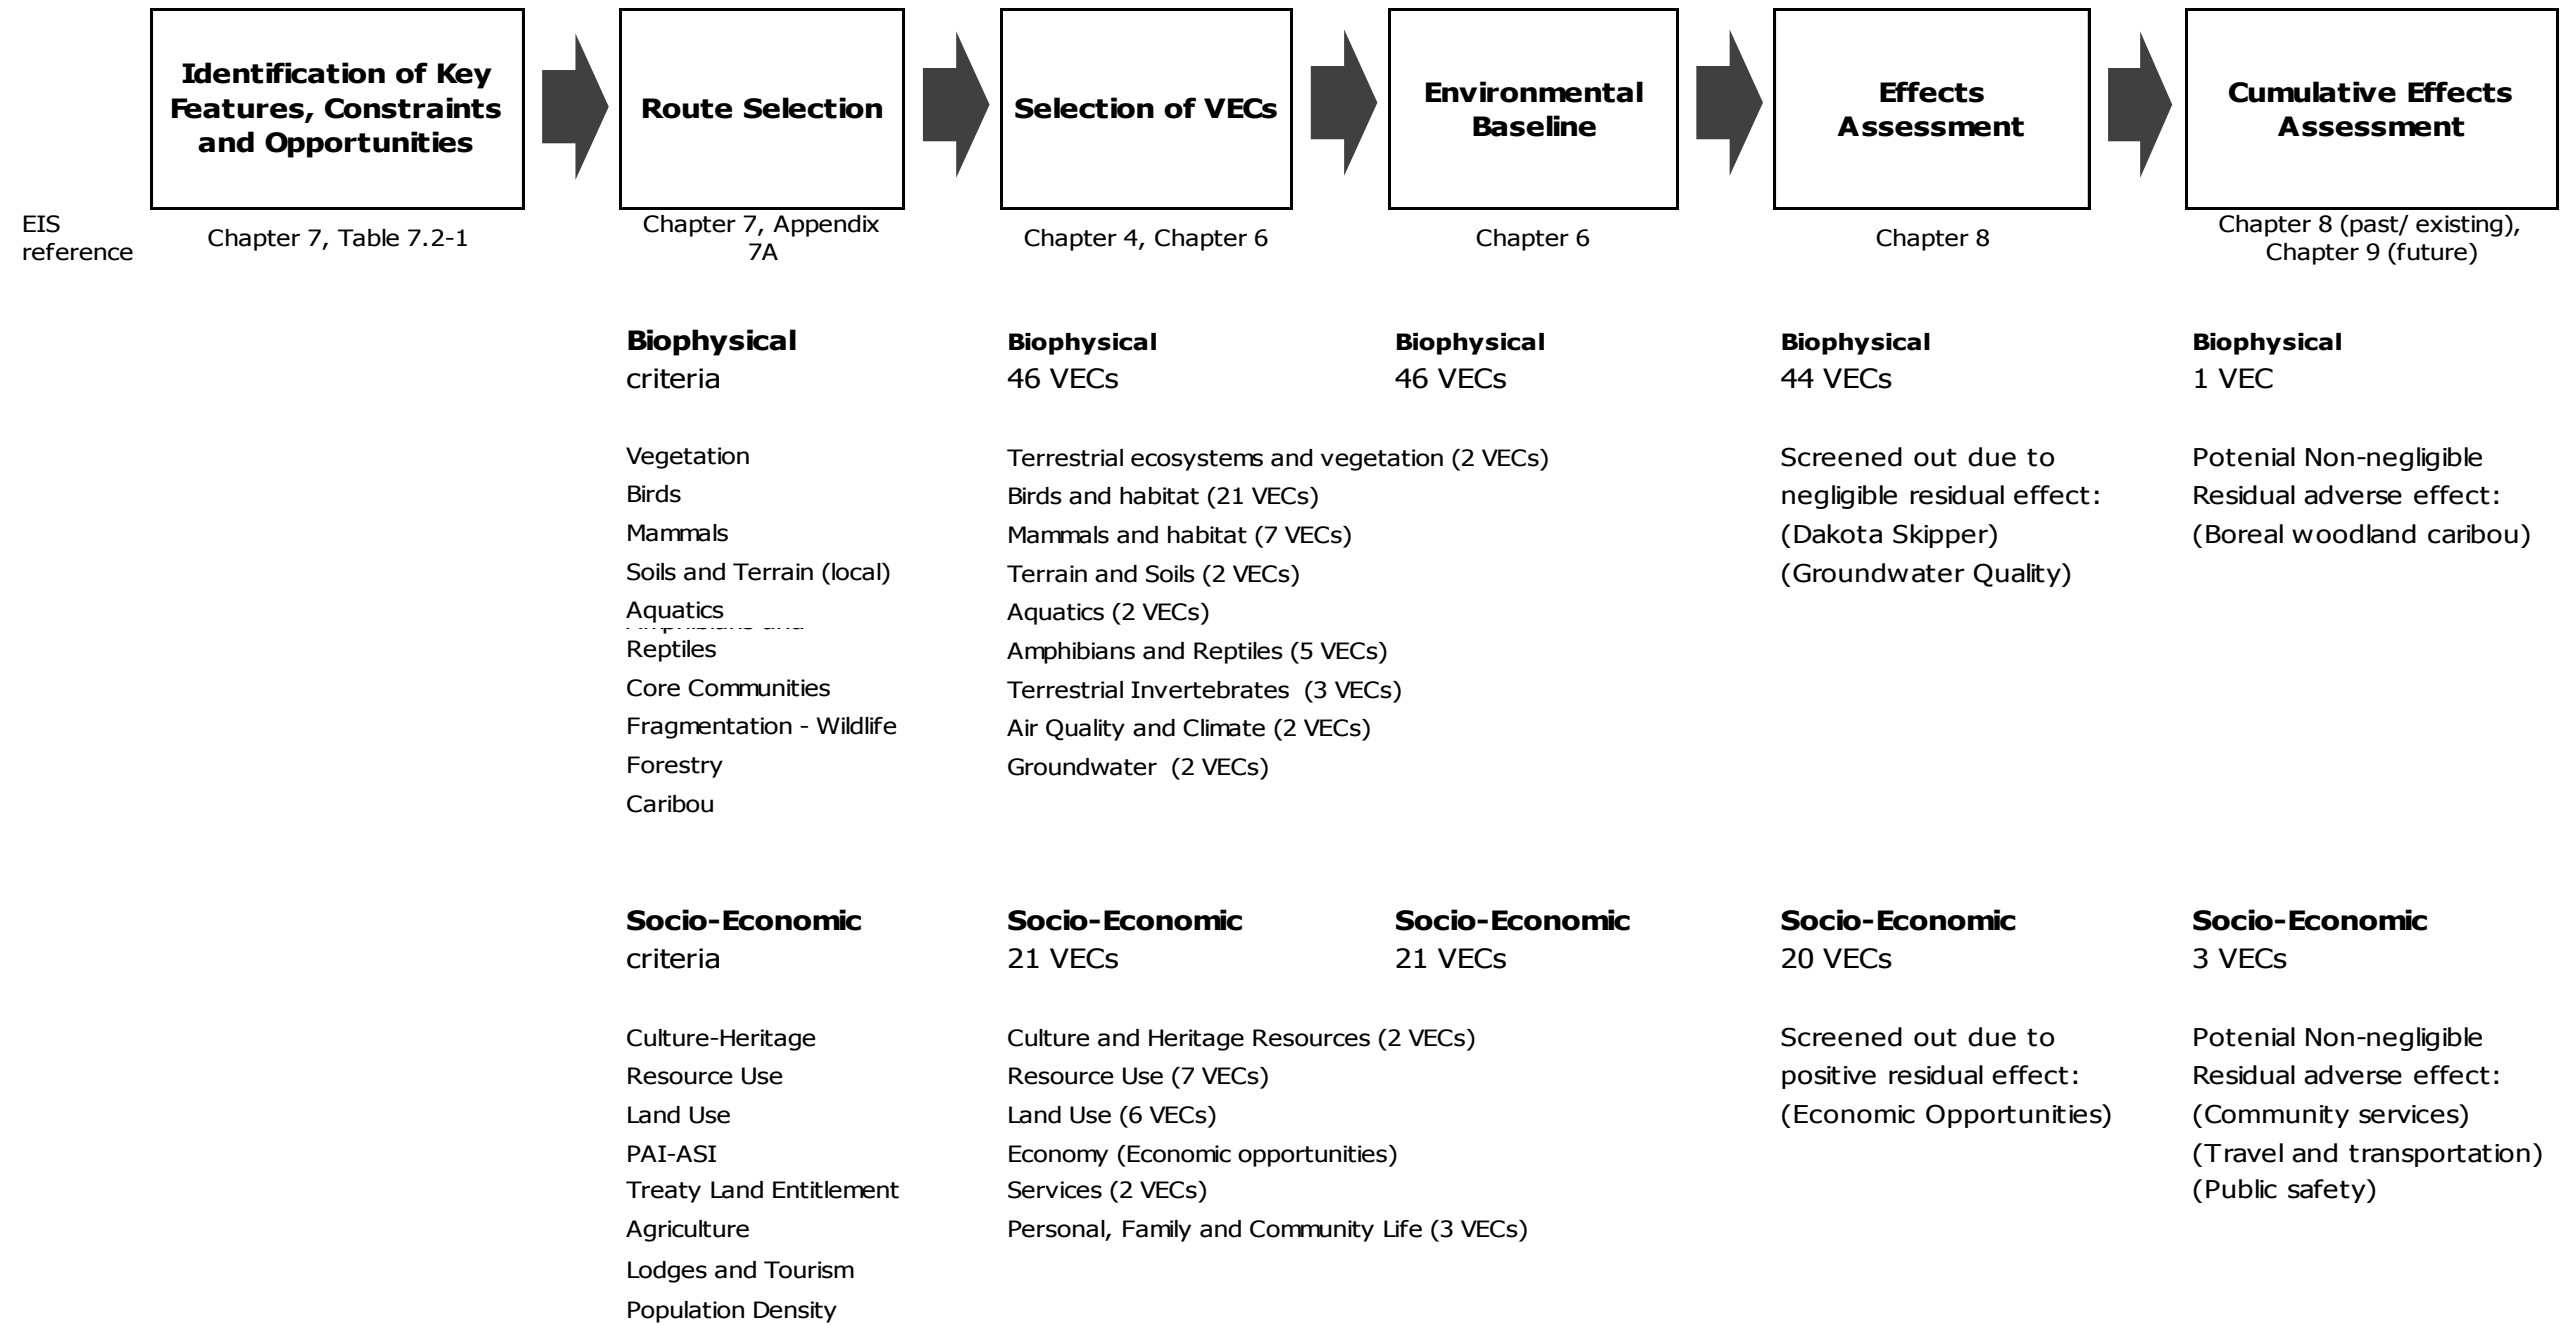 Identification of Key
Features, Constraints
and Opportunities
Route Selection
Selection of VECs
Environmental
Baseline
Effects
Assessment
Cumulative Effects
Assessment
EIS
reference
Chapter 7, Table 7.2-1
Chapter 7, Appendix
7A
Chapter 4, Chapter 6
Chapter 6
Chapter 8
Chapter 8 (past/ existing),
Chapter 9 (future)
Biophysical
criteria
Vegetation
Birds
Mammals
Soils and Terrain (local)
Aquatics
Reptiles
Core Communities
Fragmentation - Wildlife
Forestry
Caribou
Biophysical
46 VECs
Terrestrial ecosystems and vegetation (2 VECs)
Birds and habitat (21 VECs)
Mammals and habitat (7 VECs)
Terrain and Soils (2 VECs)
Aquatics (2 VECs)
Amphibians and Reptiles (5 VECs)
Terrestrial Invertebrates (3 VECs)
Air Quality and Climate (2 VECs)
Groundwater (2 VECs)
Biophysical
46 VECs
Biophysical
44 VECs
Screened out due to
negligible residual effect:
(Dakota Skipper)
(Groundwater Quality)
Biophysical
1 VEC
Potenial Non-negligible
Residual adverse effect:
(Boreal woodland caribou)
Socio-Economic
criteria
Culture-Heritage
Resource Use
Land Use
PAI-ASI
Treaty Land Entitlement
Agriculture
Lodges and Tourism
Population Density
Socio-Economic
21 VECs
Culture and Heritage Resources (2 VECs)
Resource Use (7 VECs)
Land Use (6 VECs)
Economy (Economic opportunities)
Services (2 VECs)
Personal, Family and Community Life (3 VECs)
Socio-Economic
21 VECs
Socio-Economic
20 VECs
Screened out due to
positive residual effect:
(Economic Opportunities)
Socio-Economic
3 VECs
Potenial Non-negligible
Residual adverse effect:
(Community services)
(Travel and transportation)
(Public safety)